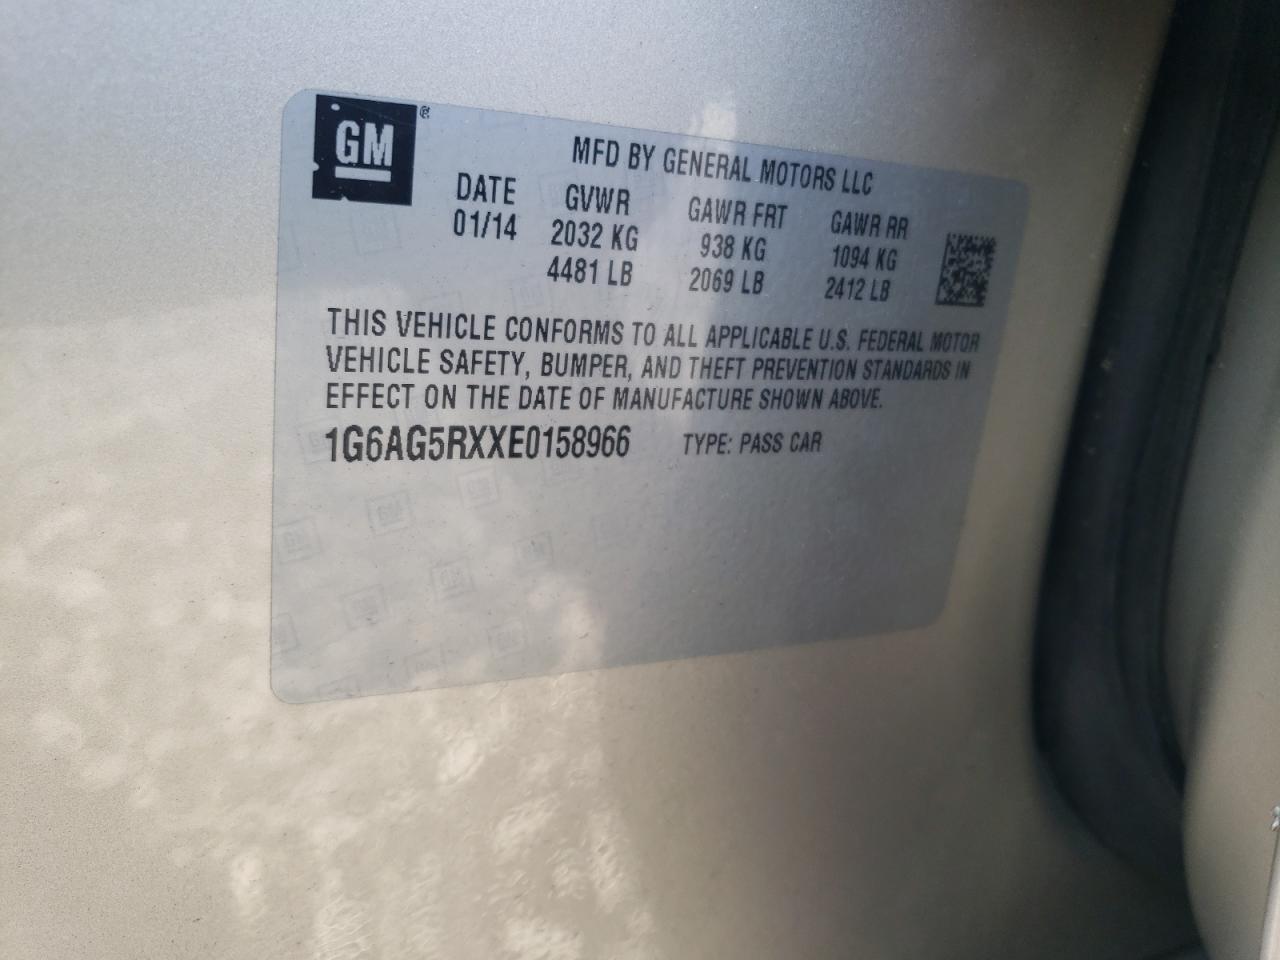 GM
MFD BY GENERAL MOTORS LLC
DATE GVWR GAWR FRT GAWR RR
01/14 2032 KG 938 KG 1094 KG
4481 LB 2069 LB 2412 LB
THIS VEHICLE CONFORMS TO ALL APPLICABLE U.S. FEDERAL MOTOR
VEHICLE SAFETY, BUMPER, AND THEFT PREVENTION STANDARDS IN
EFFECT ON THE DATE OF MANUFACTURE SHOWN ABOVE.
1G6AG5RXXE0158966 TYPE: PASS CAR